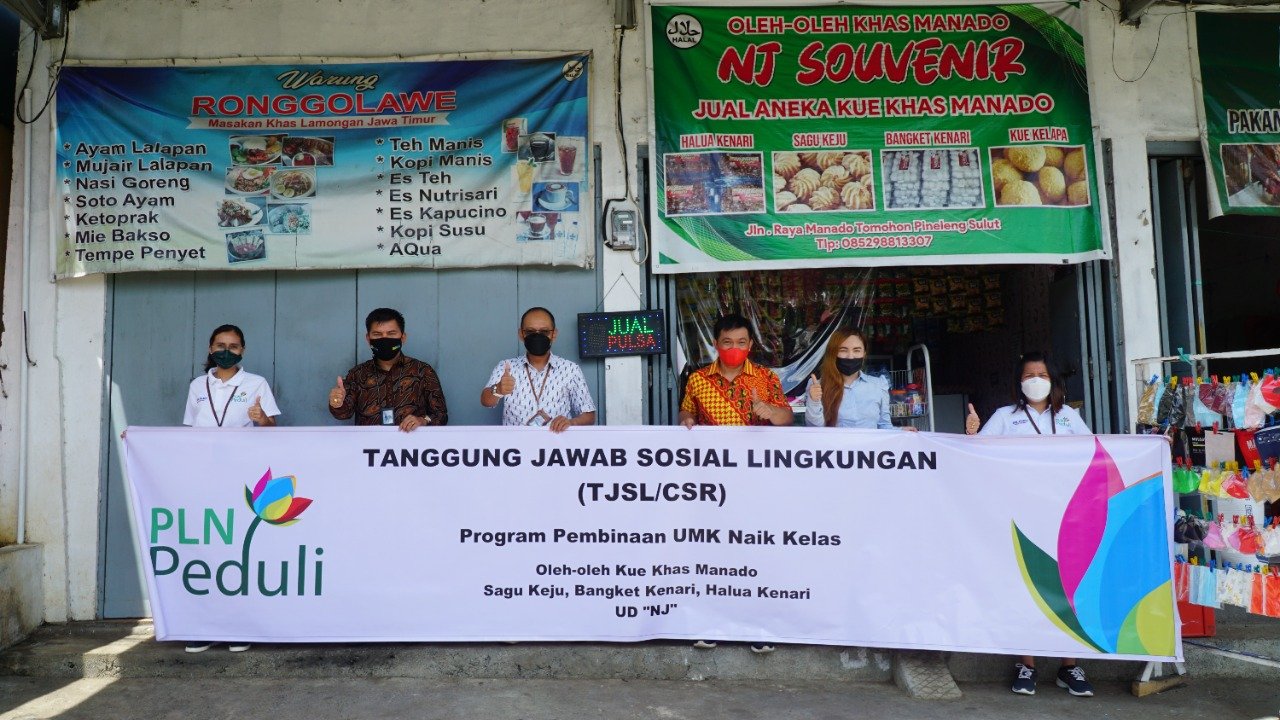 Warung
RONGGOLAWE
Masakan Khas Lamongan Jawa Timur
* Ayam Lalapan
* Mujair Lalapan
* Nasi Goreng
* Soto Ayam
* Ketoprak
* Mie Bakso
* Tempe Penyet
* Teh Manis
* Kopi Manis
* Es Teh
* Es Nutrisari
* Es Kapucino
* Kopi Susu
* AQua
HALAL
OLEH-OLEH KHAS MANADO
NJ SOUVENIR
JUAL ANEKA KUE KHAS MANADO
HALUA KENARI
SAGU KEJU
BANGKET KENARI
KUE KELAPA
Jln. Raya Manado Tomohon Pineleng Sulut
Tlp: 085298813307
PAKAN
JUAL
PULSA
Peduli
TANGGUNG JAWAB SOSIAL LINGKUNGAN
(TJSL/CSR)
Program Pembinaan UMK Naik Kelas
Oleh-oleh Kue Khas Manado
Sagu Keju, Bangket Kenari, Halua Kenari
UD "NJ"
PLN
Peduli